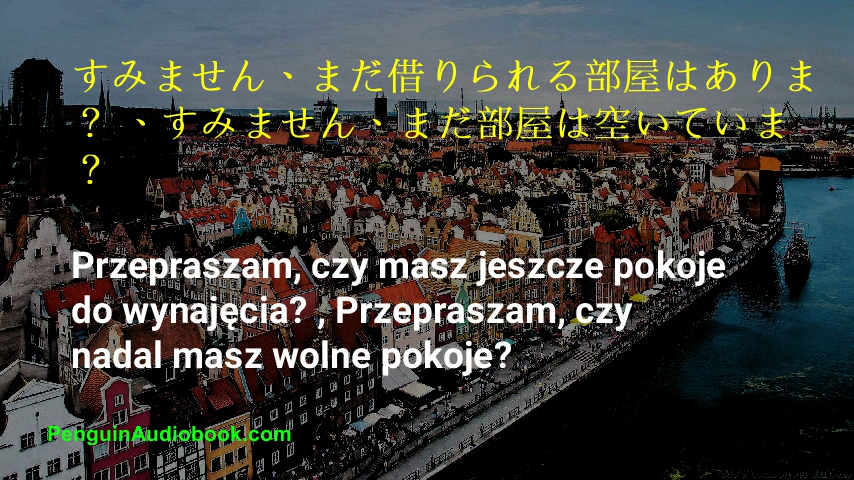 すみません、まだ借りられる部屋はありま
？ 、すみません、まだ部屋は空いていま
？
Przepraszam, czy masz jeszcze pokoje
do wynajęcia? , Przepraszam, czy
nadal masz wolne pokoje?
PenguinAudiobook.com